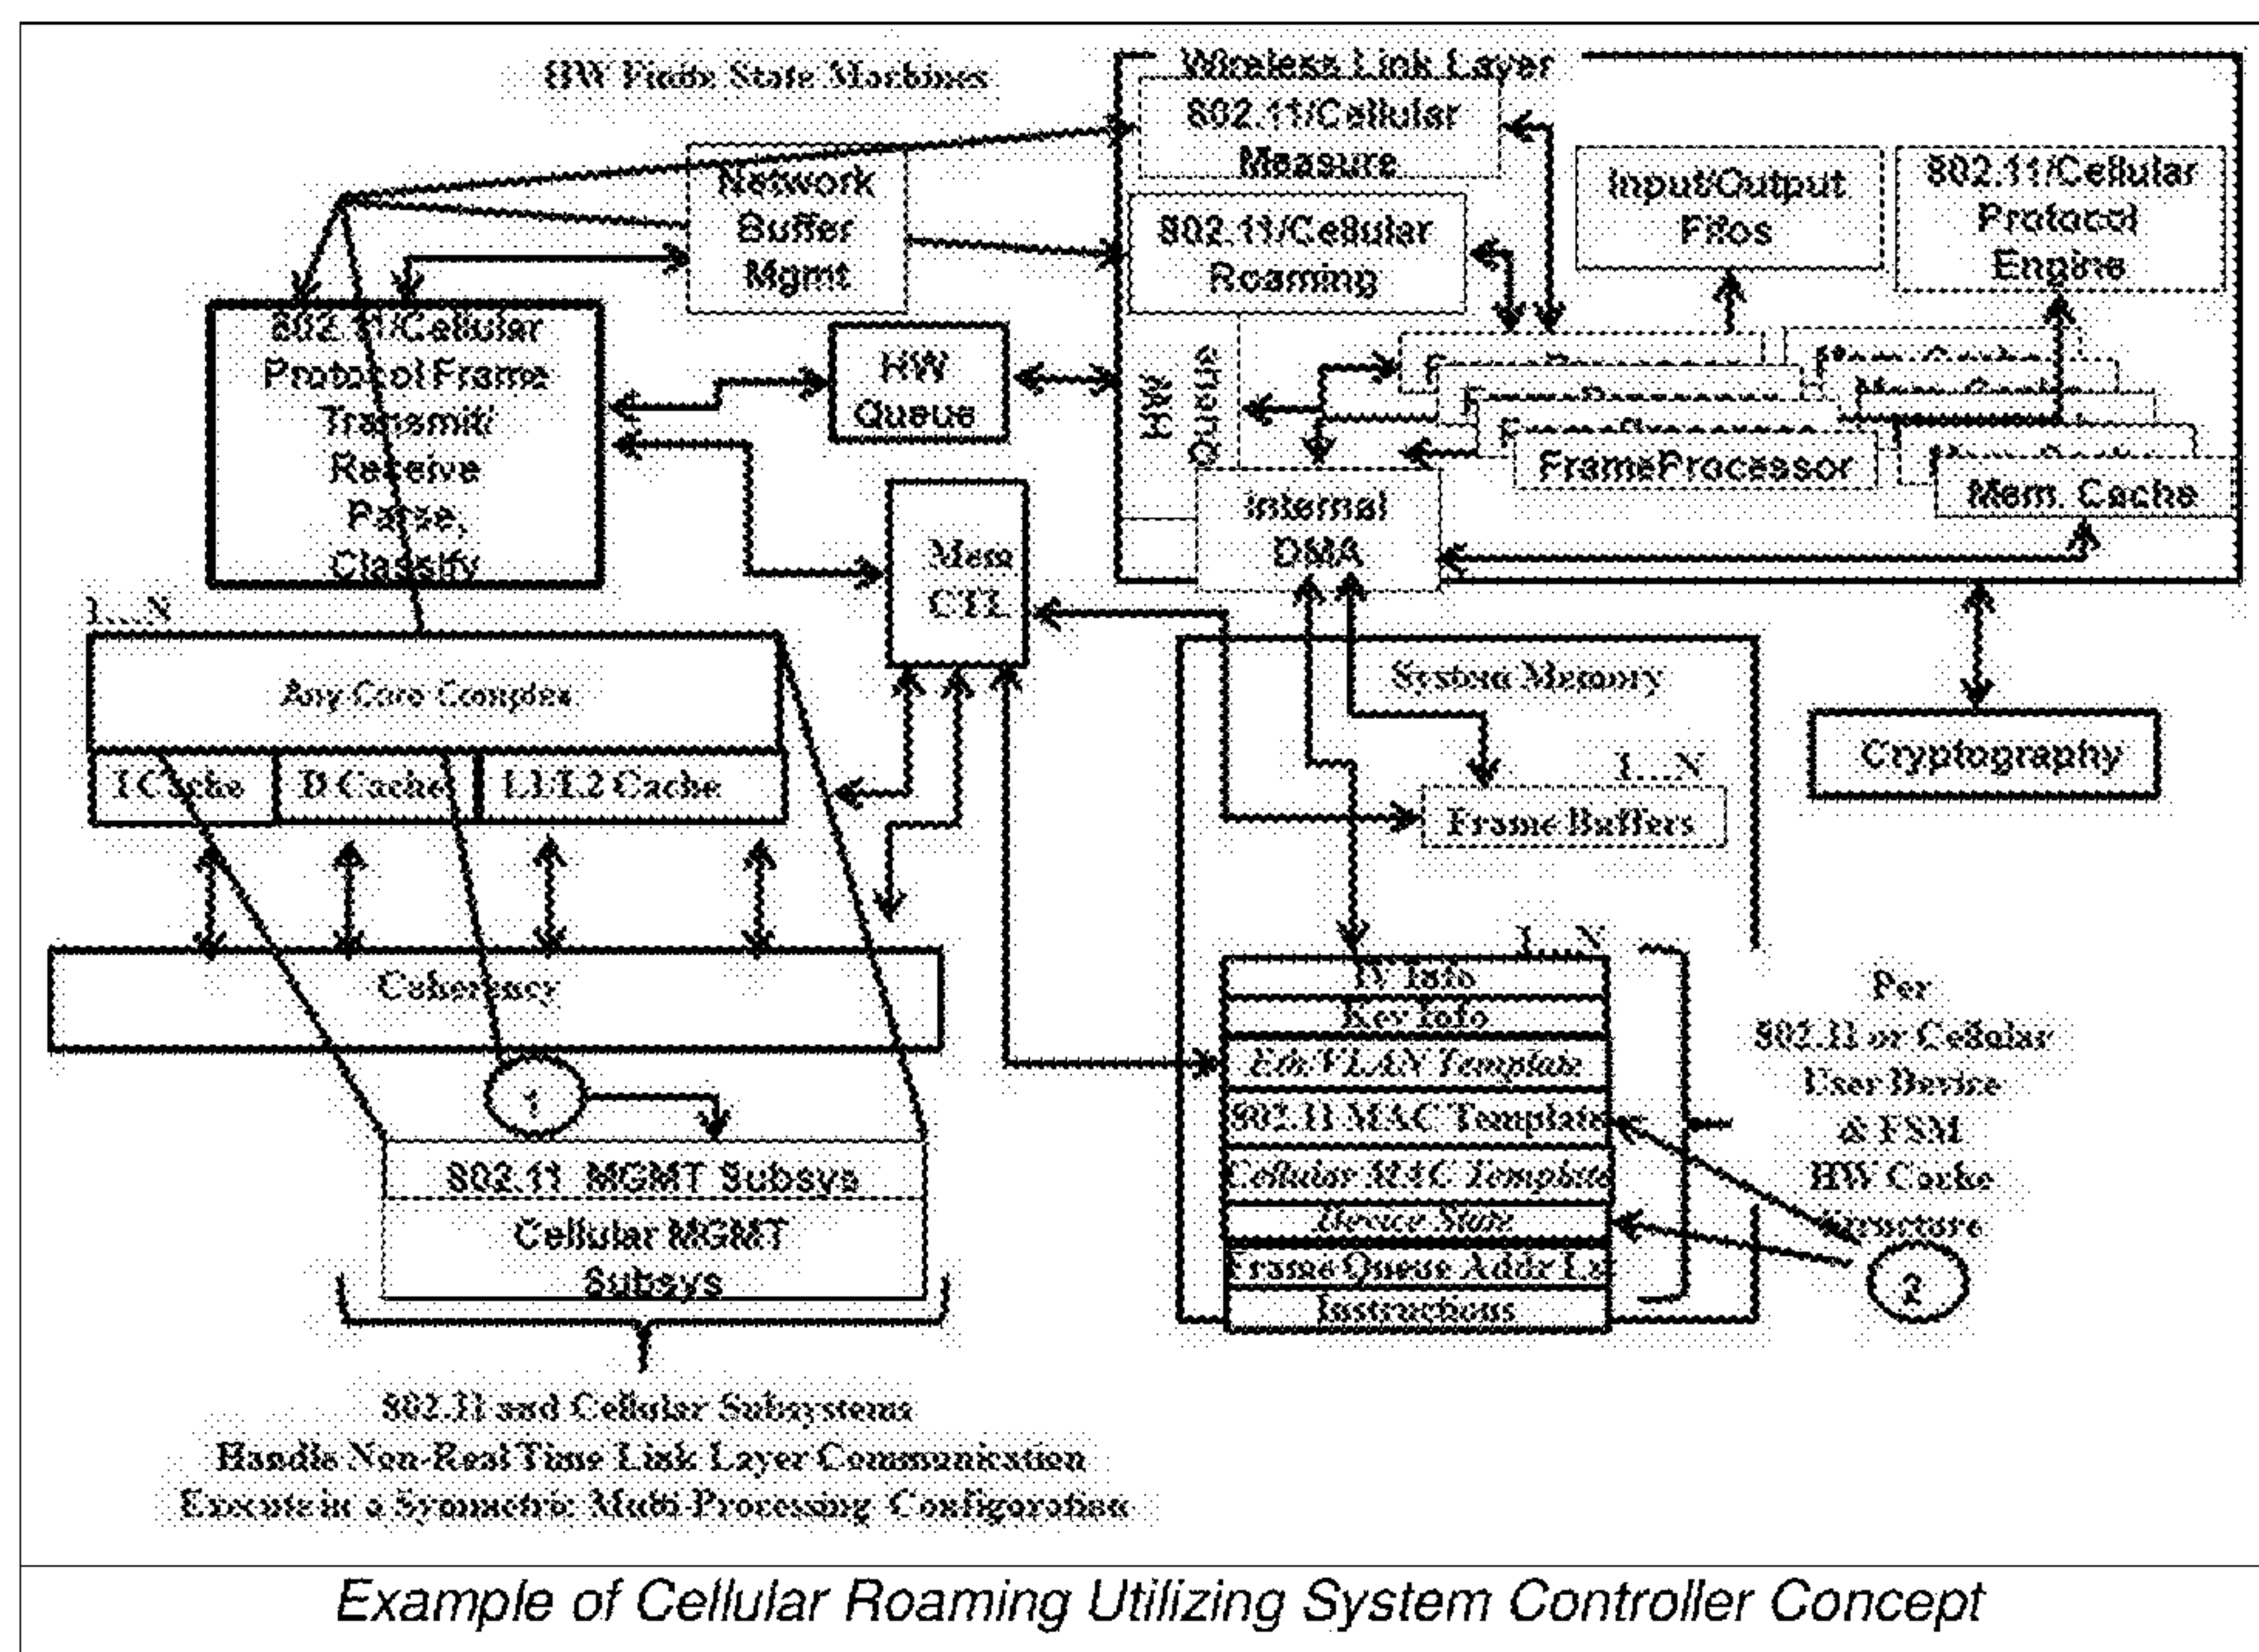 HW Finite State Machines
Wireless Link Layer
802.11/Cellular
Measure
Network
Buffer
Mgmt
802.11/Cellular
Roaming
Input/Output
Fifos
802.11/Cellular
Protocol
Engine
802.11/Cellular
Protocol Frame
Transmit/
Receive
Parse,
Classify
HW
Queue
HW
Queue
FrameProcessor
Mem. Cache
Internal
DMA
Mem
CTL
1...N
Any Core Complex
I Cache
D Cache
L1/L2 Cache
System Memory
1...N
Frame Buffers
Cryptography
Coherency
1
802.11 MGMT Subsys
Cellular MGMT
Subsys
1...N
IV Info
Key Info
Eth/VLAN Template
802.11 MAC Template
Cellular MAC Template
Device State
Frame Queue Addr Ls
Instructions
Per
802.11 or Cellular
User Device
& FSM
HW Cache
Structure
2
802.11 and Cellular Subsystems
Handle Non-Real Time Link Layer Communication
Execute in a Symmetric Multi-Processing Configuration
Example of Cellular Roaming Utilizing System Controller Concept